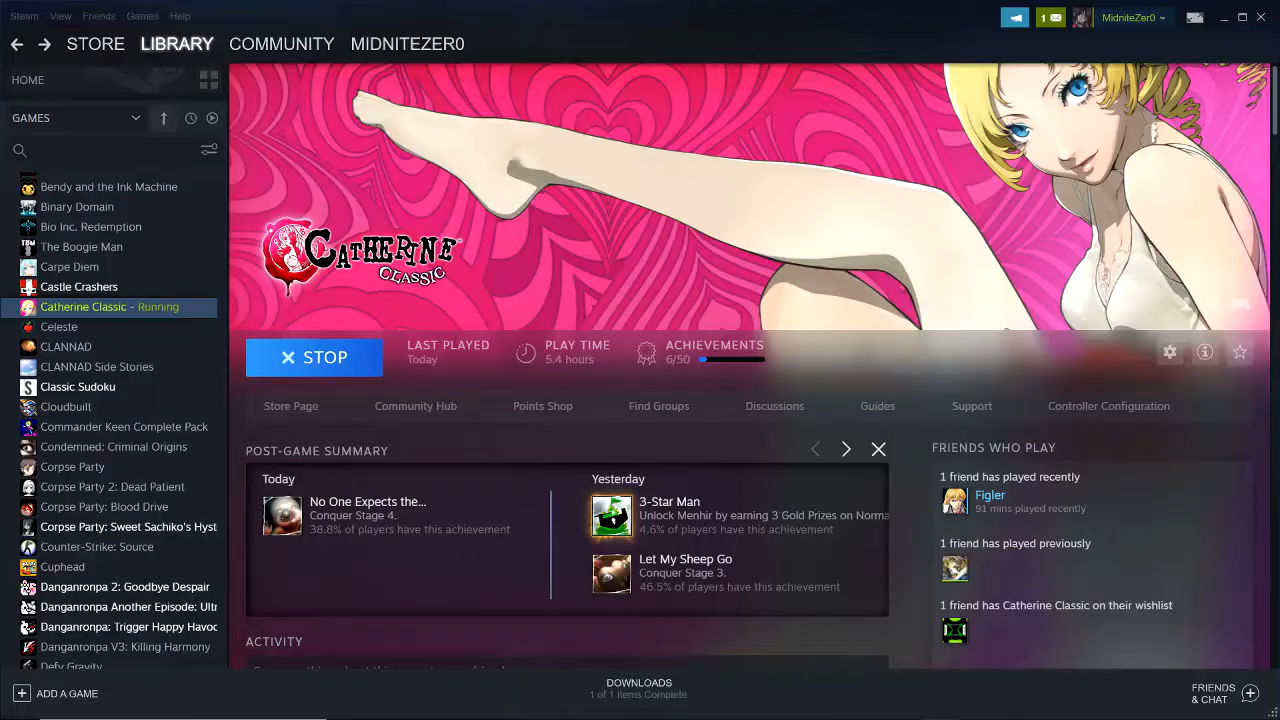 Steam View Friends Games Help
1 MidniteZer0
STORE LIBRARY COMMUNITY MIDNITEZER0
HOME
GAMES
Bendy and the Ink Machine
Binary Domain
Bio Inc. Redemption
The Boogie Man
Carpe Diem
Castle Crashers
Catherine Classic - Running
Celeste
CLANNAD
CLANNAD Side Stories
Classic Sudoku
Cloudbuilt
Commander Keen Complete Pack
Condemned: Criminal Origins
Corpse Party
Corpse Party 2: Dead Patient
Corpse Party: Blood Drive
Corpse Party: Sweet Sachiko's Hyst
Counter-Strike: Source
Cuphead
Danganronpa 2: Goodbye Despair
Danganronpa Another Episode: Ultr
Danganronpa: Trigger Happy Havoc
Danganronpa V3: Killing Harmony
Defy Gravity
CATHERINE
CLASSIC
STOP
LAST PLAYED
Today
PLAY TIME
5.4 hours
ACHIEVEMENTS
6/50
Store Page Community Hub Points Shop Find Groups Discussions Guides Support Controller Configuration
POST-GAME SUMMARY
Today
No One Expects the...
Conquer Stage 4.
38.8% of players have this achievement
Yesterday
3-Star Man
Unlock Menhir by earning 3 Gold Prizes on Norma
4.6% of players have this achievement
Let My Sheep Go
Conquer Stage 3.
46.5% of players have this achievement
ACTIVITY
FRIENDS WHO PLAY
1 friend has played recently
Figler
91 mins played recently
1 friend has played previously
1 friend has Catherine Classic on their wishlist
ADD A GAME
DOWNLOADS
1 of 1 Items Complete
FRIENDS
& CHAT